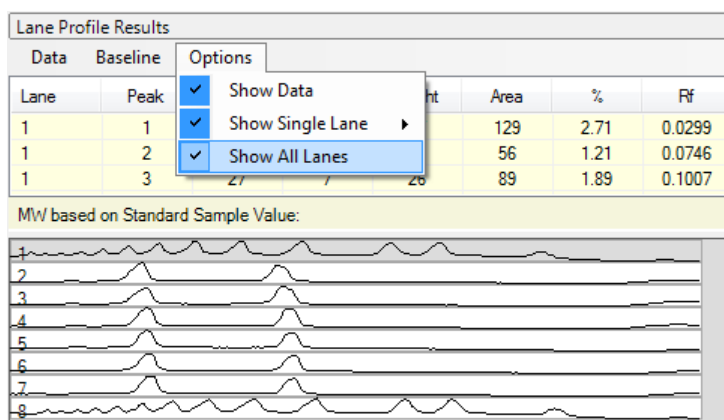 Lane Profile Results
Data Baseline Options
Show Data
Show Single Lane
Show All Lanes
Lane Peak ht Area % Rf
1 1 129 2.71 0.0299
1 2 56 1.21 0.0746
1 3 27 7 26 89 1.89 0.1007
MW based on Standard Sample Value:
1
2
3
4
5
6
7
8